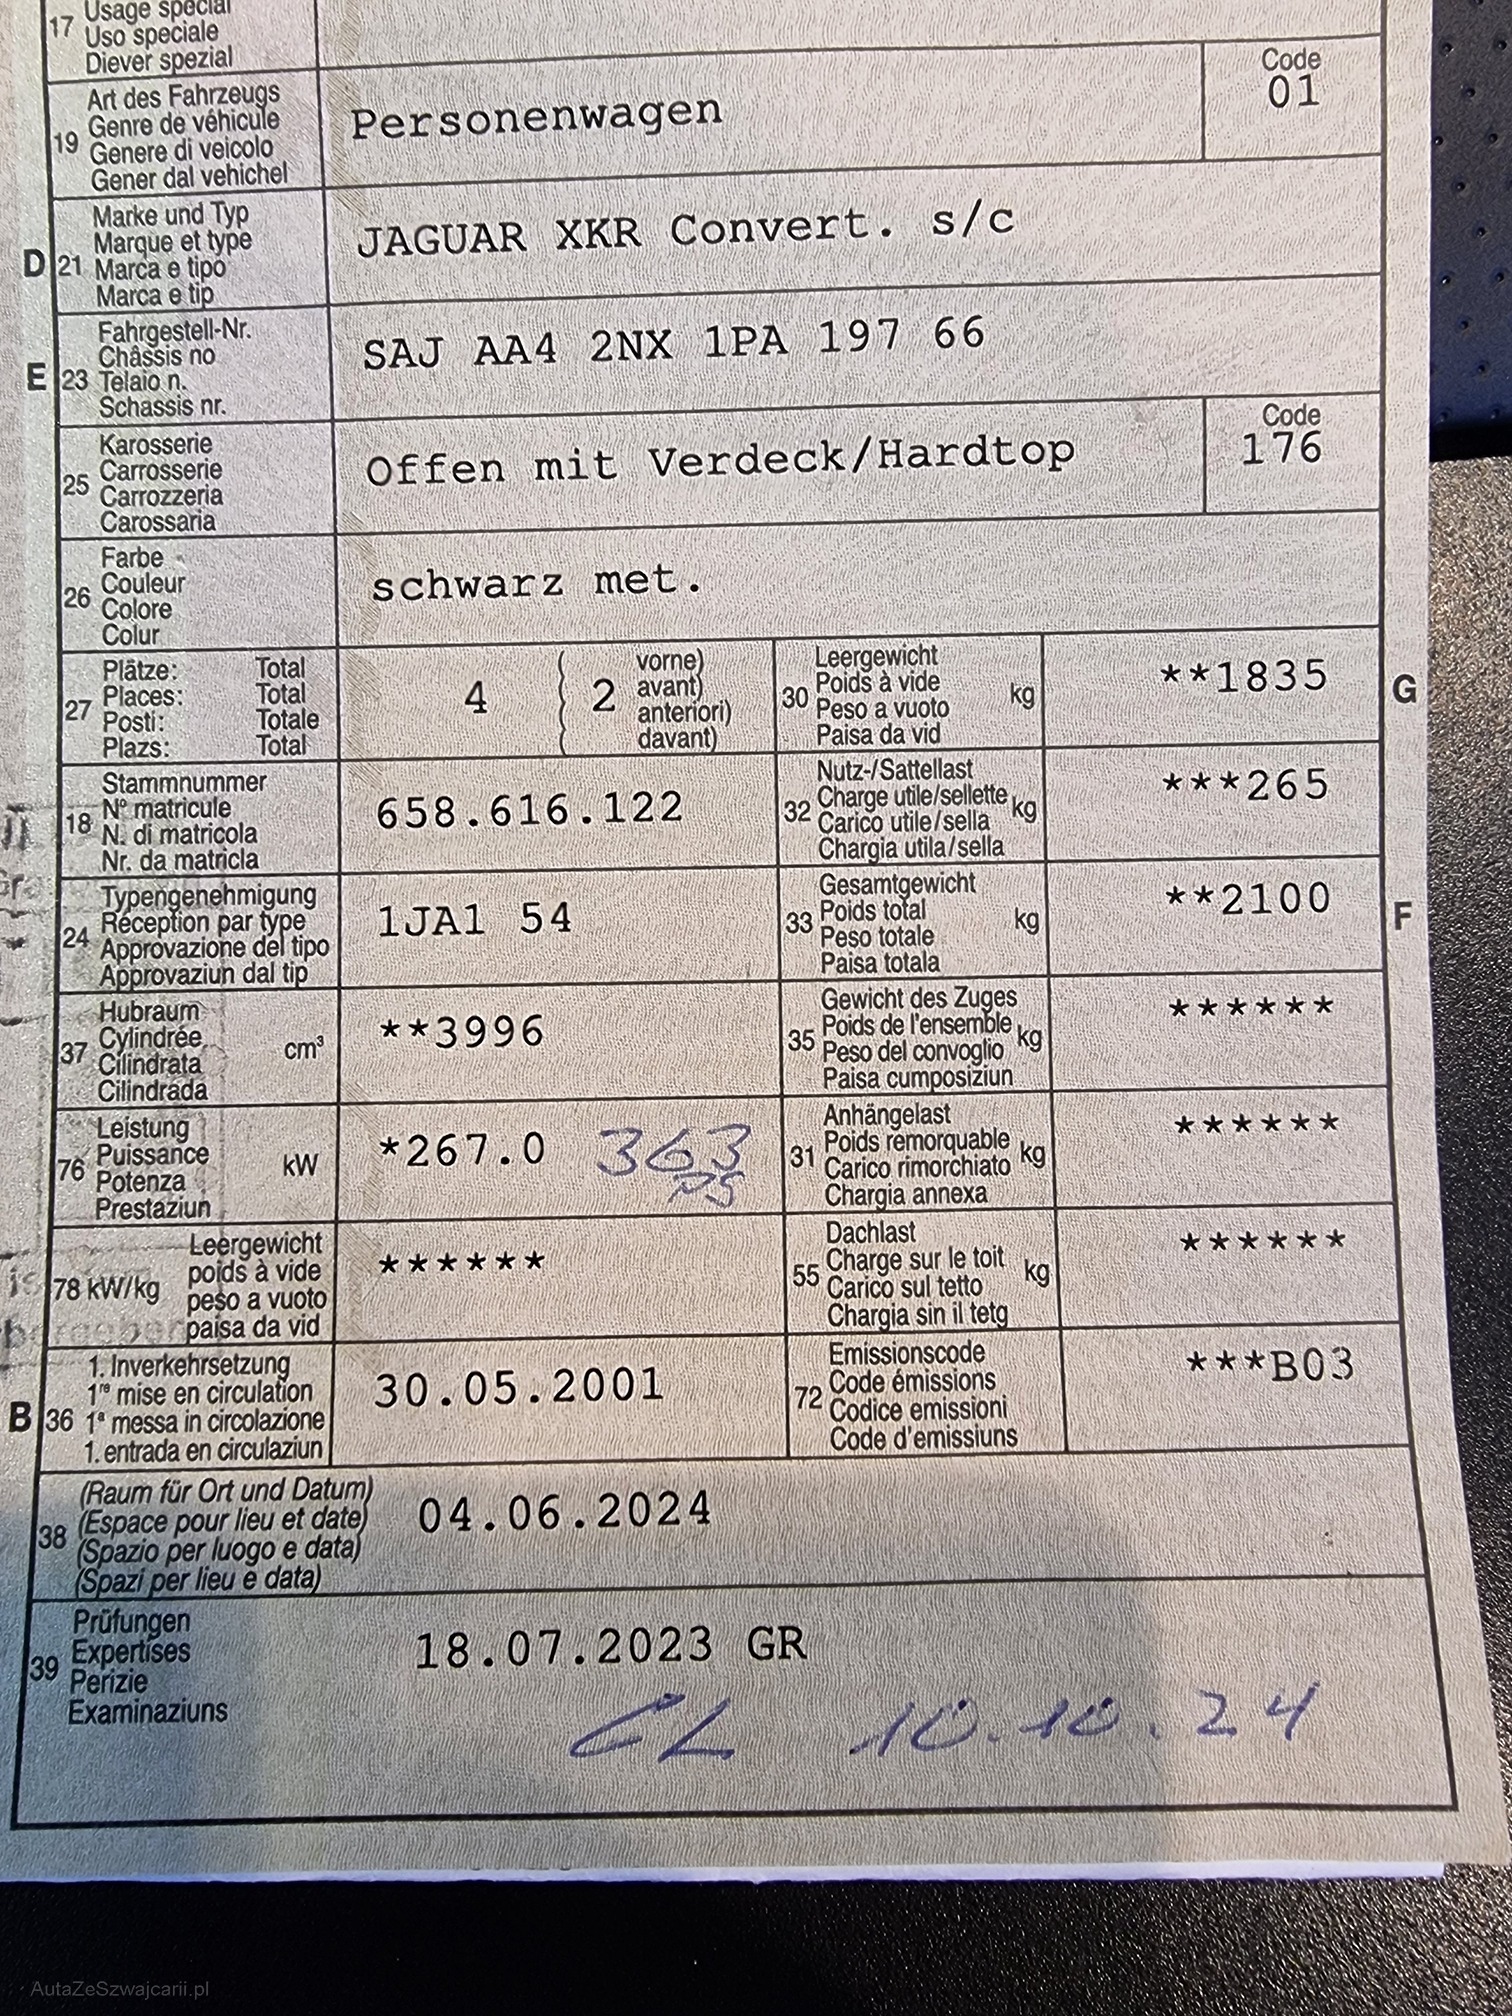 17 Usage spécial
Uso speciale
Diever spezial
19 Art des Fahrzeugs
Genre de véhicule
Genere di veicolo
Gener dal vehichel
Personenwagen
Code
01
D 21 Marke und Typ
Marque et type
Marca e tipo
Marca e tip
JAGUAR XKR Convert. s/c
E 23 Fahrgestell-Nr.
Châssis no
Telaio n.
Schassis nr.
SAJ AA4 2NX 1PA 197 66
25 Karosserie
Carrosserie
Carrozzeria
Carossaria
Offen mit Verdeck/Hardtop
Code
176
26 Farbe
Couleur
Colore
Colur
schwarz met.
27 Plätze: Total
Places: Total
Posti: Totale
Plazs: Total
4 ( 2 vorne)
avant)
anteriori)
davant)
30 Leergewicht
Poids à vide kg
Peso a vuoto
Paisa da vid
**1835
G
18 Stammnummer
N° matricule
N. di matricola
Nr. da matricla
658.616.122
32 Nutz-/Sattellast
Charge utile/sellette kg
Carico utile/sella
Chargia utila/sella
***265
24 Typengenehmigung
Réception par type
Approvazione del tipo
Approvaziun dal tip
1JA1 54
33 Gesamtgewicht
Poids total kg
Peso totale
Paisa totala
**2100
F
37 Hubraum
Cylindrée cm³
Cilindrata
Cilindrada
**3996
35 Gewicht des Zuges
Poids de l'ensemble kg
Peso del convoglio
Paisa cumposiziun
******
76 Leistung
Puissance kW
Potenza
Prestaziun
*267.0 363
PS
31 Anhängelast
Poids remorquable kg
Carico rimorchiato
Chargia annexa
******
78 kW/kg Leergewicht
poids à vide
peso a vuoto
paisa da vid
******
55 Dachlast
Charge sur le toit kg
Carico sul tetto
Chargia sin il tetg
******
B 36 1. Inverkehrsetzung
1re mise en circulation
1a messa in circolazione
1. entrada en circulaziun
30.05.2001
72 Emissionscode
Code émissions
Codice emissioni
Code d'emissiuns
***B03
38 (Raum für Ort und Datum)
(Espace pour lieu et date)
(Spazio per luogo e data)
(Spazi per lieu e data)
04.06.2024
39 Prüfungen
Expertises
Perizie
Examinaziuns
18.07.2023 GR
CL 10.10.24
AutaZeSzwajcarii.pl